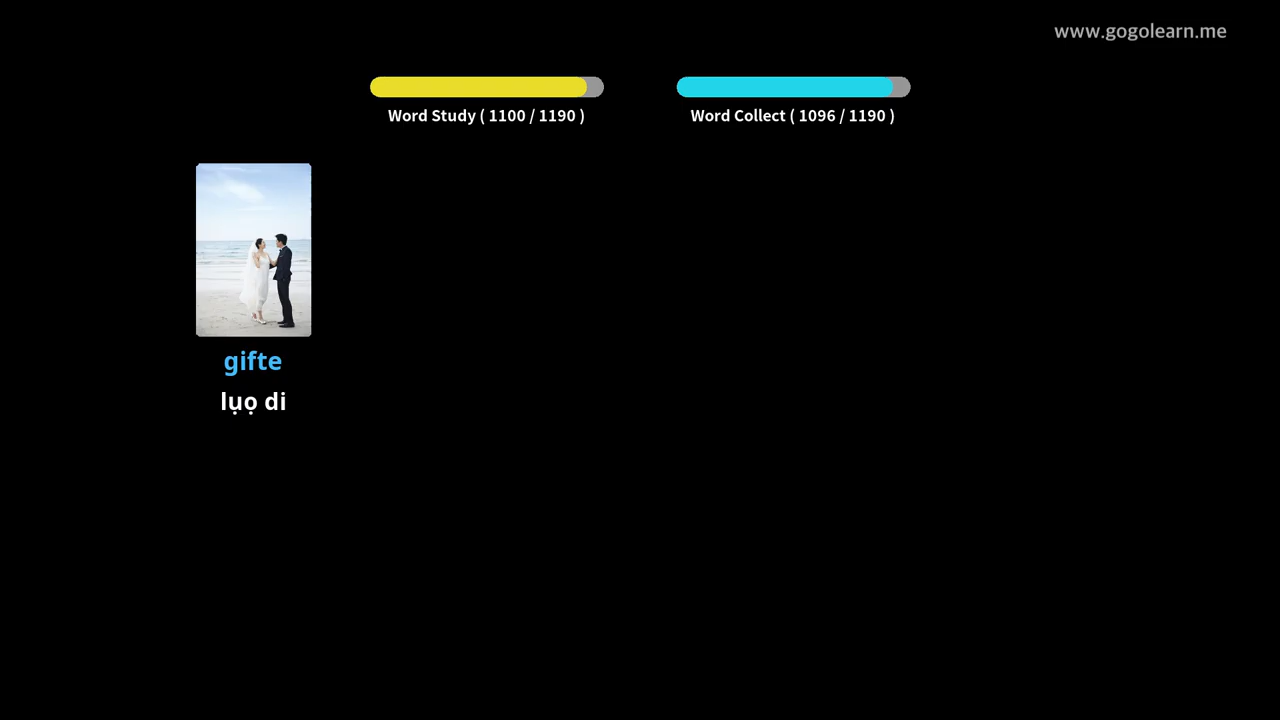 www.gogolearn.me
Word Study ( 1100 / 1190 )
Word Collect ( 1096 / 1190 )
gifte
lụọ di